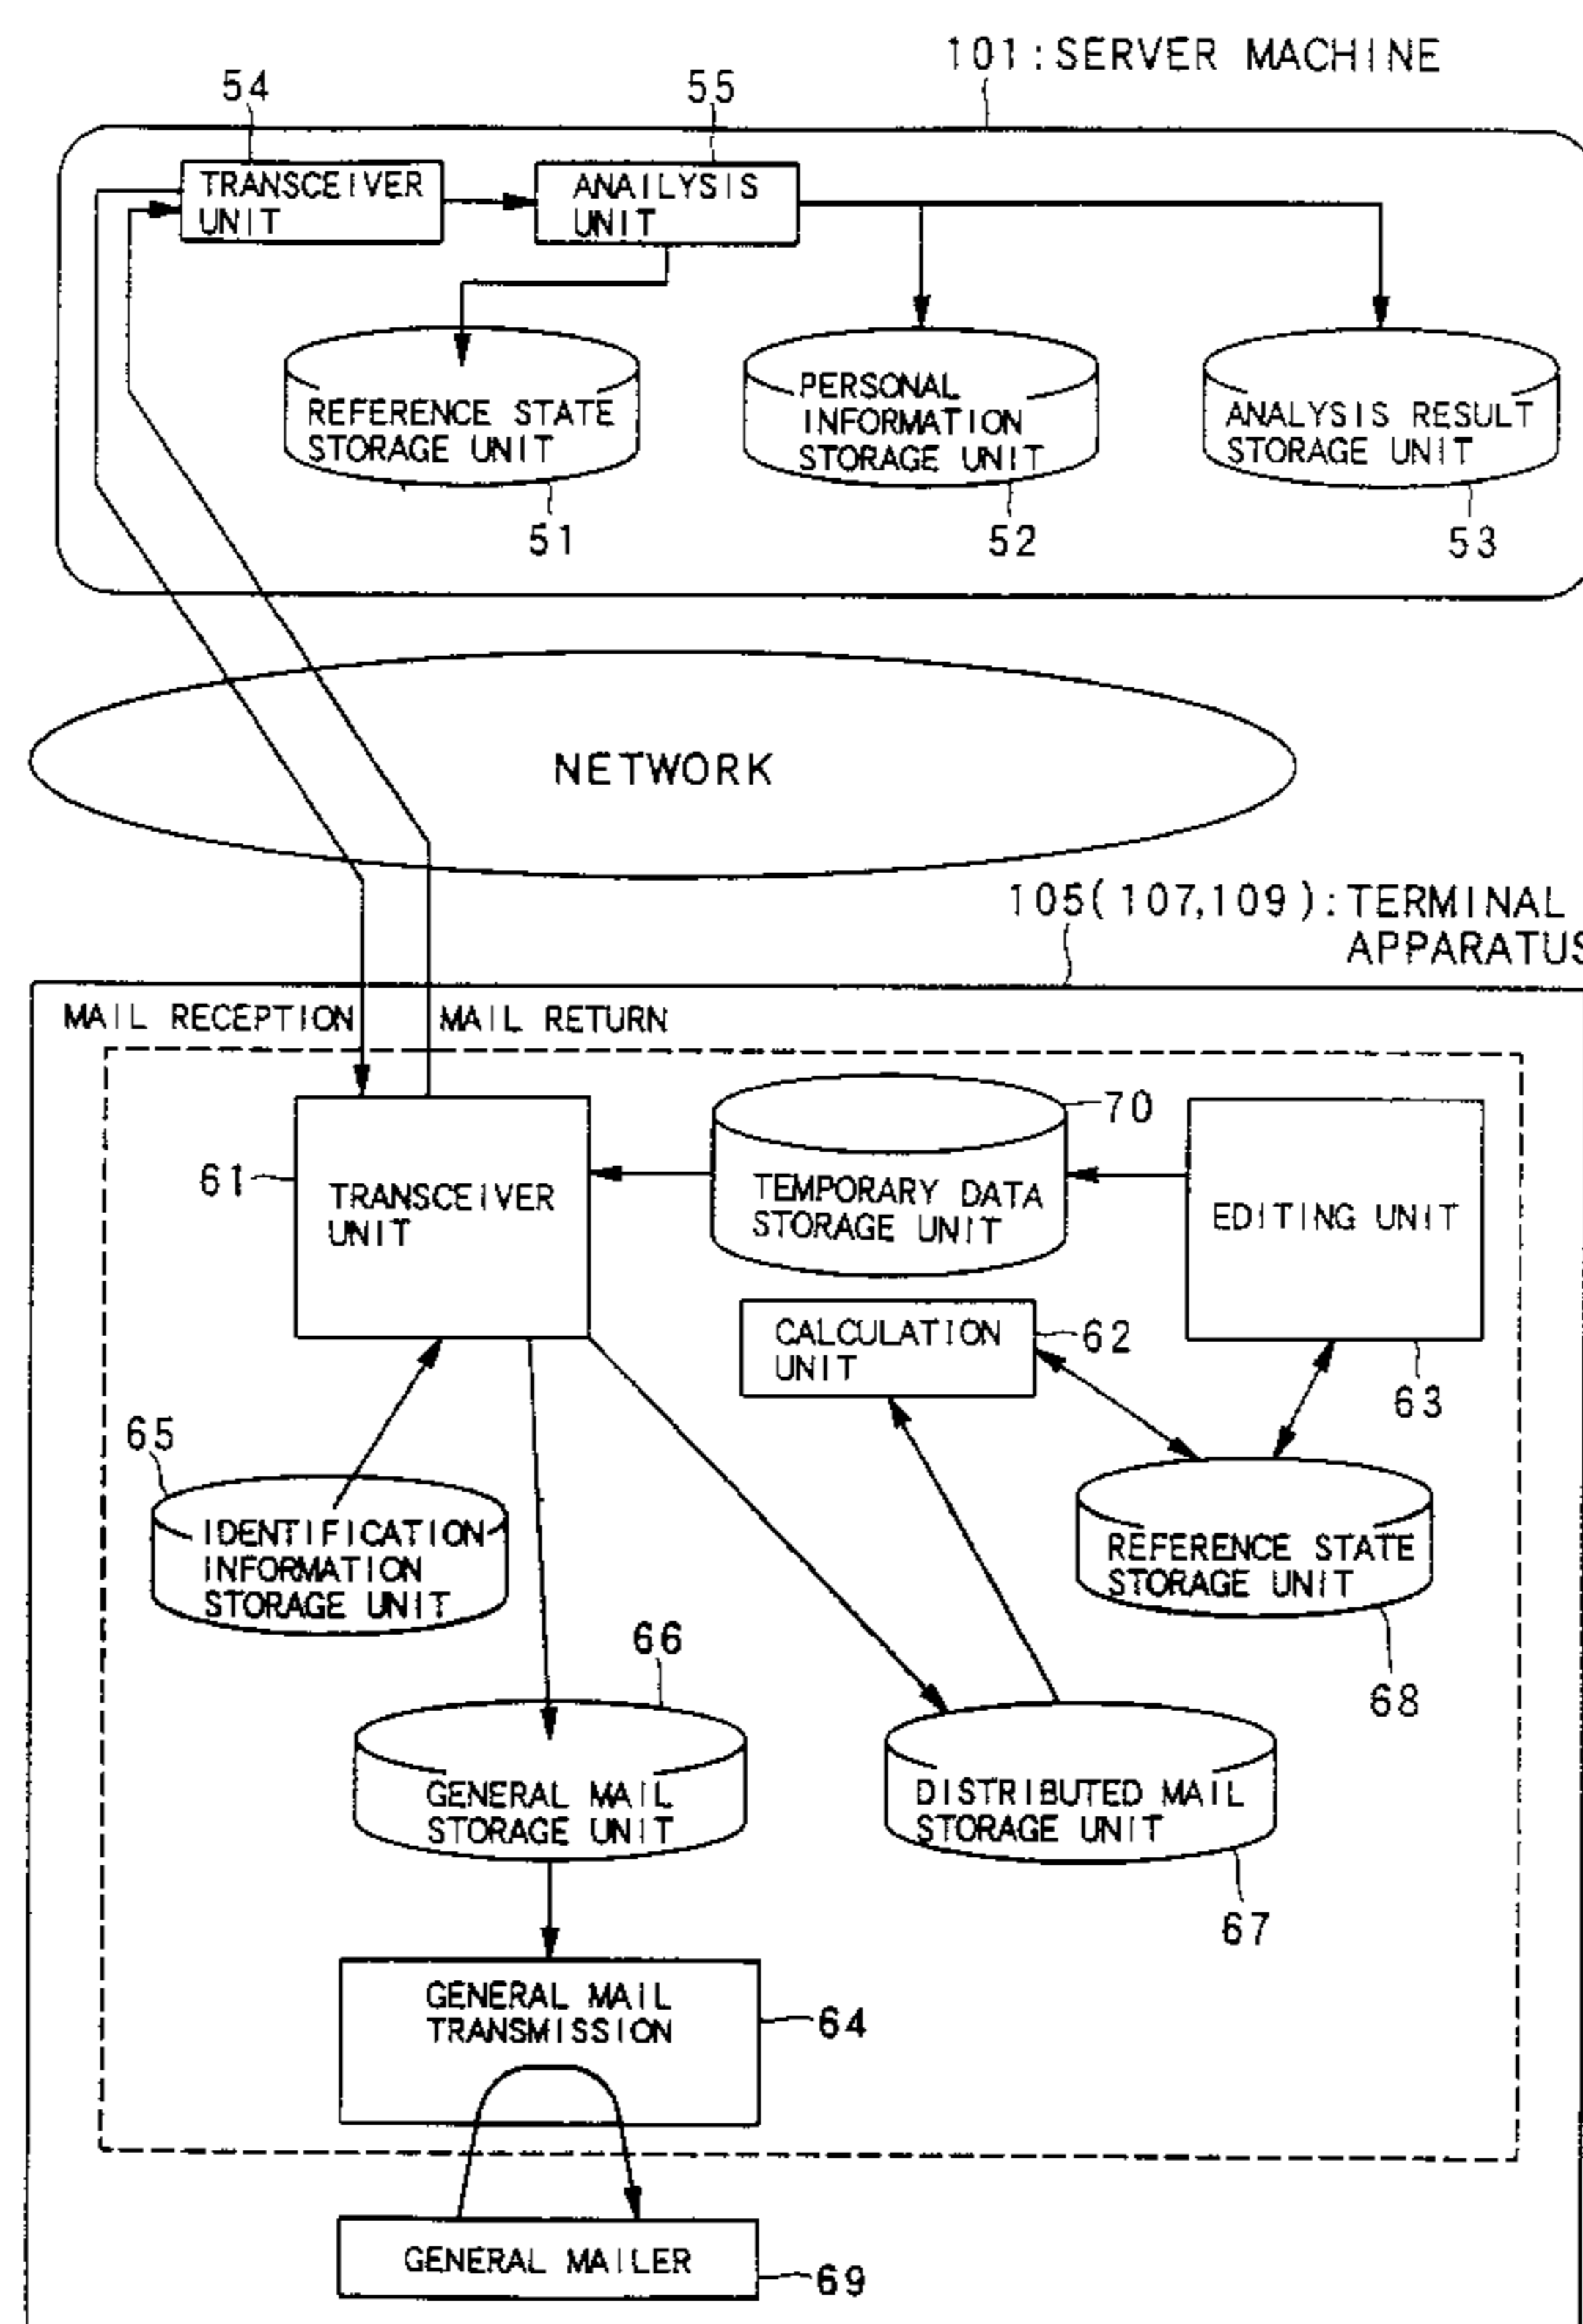 101:SERVER MACHINE
54
55
TRANSCEIVER
UNIT
ANAILYSIS
UNIT
REFERENCE STATE
STORAGE UNIT
PERSONAL
INFORMATION
STORAGE UNIT
ANALYSIS RESULT
STORAGE UNIT
51
52
53
NETWORK
105(107,109):TERMINAL
APPARATUS
MAIL RECEPTION
MAIL RETURN
70
61
TRANSCEIVER
UNIT
TEMPORARY DATA
STORAGE UNIT
EDITING UNIT
CALCULATION
UNIT
62
63
65
IDENTIFICATION
INFORMATION
STORAGE UNIT
REFERENCE STATE
STORAGE UNIT
66
68
GENERAL MAIL
STORAGE UNIT
DISTRIBUTED MAIL
STORAGE UNIT
67
GENERAL MAIL
TRANSMISSION
64
GENERAL MAILER
69